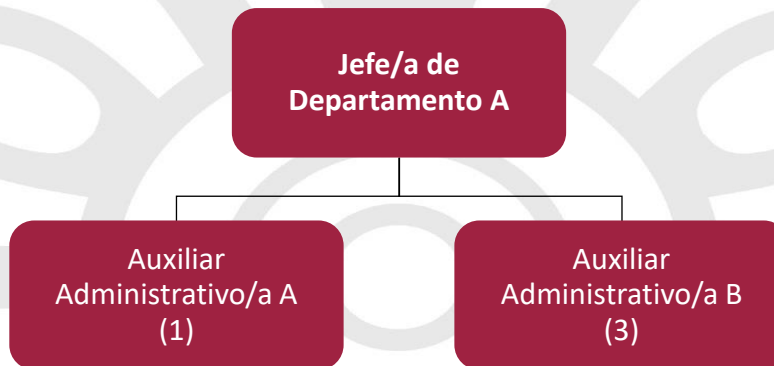 Jefe/a de
Departamento A
Auxiliar
Administrativo/a A
(1)
Auxiliar
Administrativo/a B
(3)